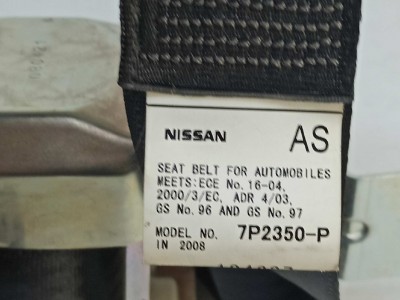 NISSAN AS
SEAT BELT FOR AUTOMOBILES
MEETS:ECE No. 16-04,
2000/3/EC, ADR 4/03,
GS No. 96 AND GS No. 97
MODEL NO. 7P2350-P
IN 2008